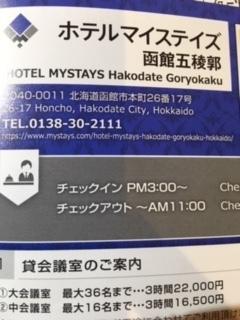 ホテルマイステイズ
函館五稜郭
HOTEL MYSTAYS Hakodate Goryokaku
〒040-0011 北海道函館市本町26番17号
26-17 Honcho, Hakodate City, Hokkaido
TEL.0138-30-2111
https://www.mystays.com/hotel-mystays-hakodate-goryokaku-hokkaido/
チェックイン PM3:00~ Che
チェックアウト ~AM11:00 Che
貸会議室のご案内
①大会議室 最大36名まで…3時間22,000円
②中会議室 最大16名まで…3時間16,500円